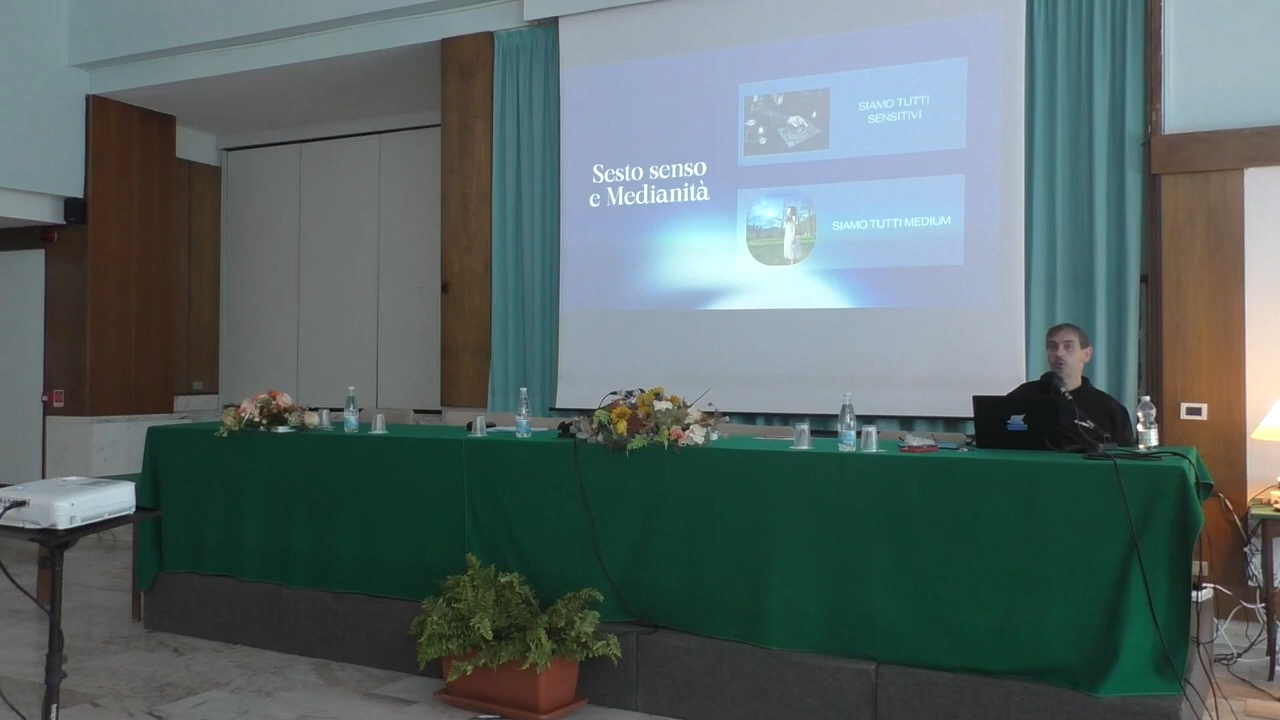 Sesto senso
e Medianità
SIAMO TUTTI
SENSITIVI
SIAMO TUTTI MEDIUM